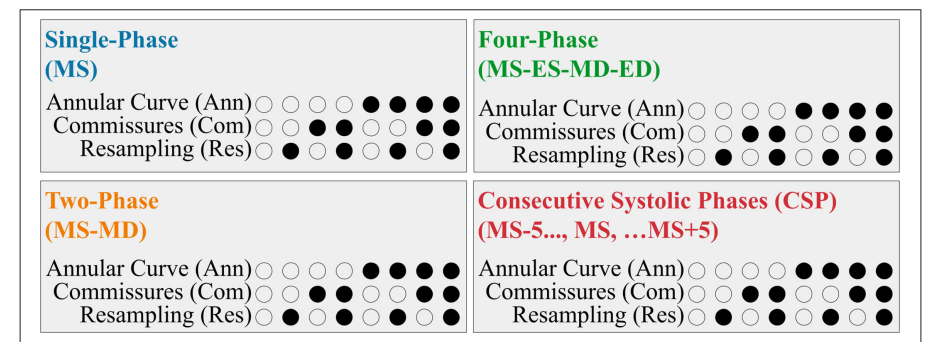 Single-Phase
(MS)
Annular Curve (Ann)
Commissures (Com)
Resampling (Res)
Four-Phase
(MS-ES-MD-ED)
Annular Curve (Ann)
Commissures (Com)
Resampling (Res)
Two-Phase
(MS-MD)
Annular Curve (Ann)
Commissures (Com)
Resampling (Res)
Consecutive Systolic Phases (CSP)
(MS-5..., MS, …MS+5)
Annular Curve (Ann)
Commissures (Com)
Resampling (Res)